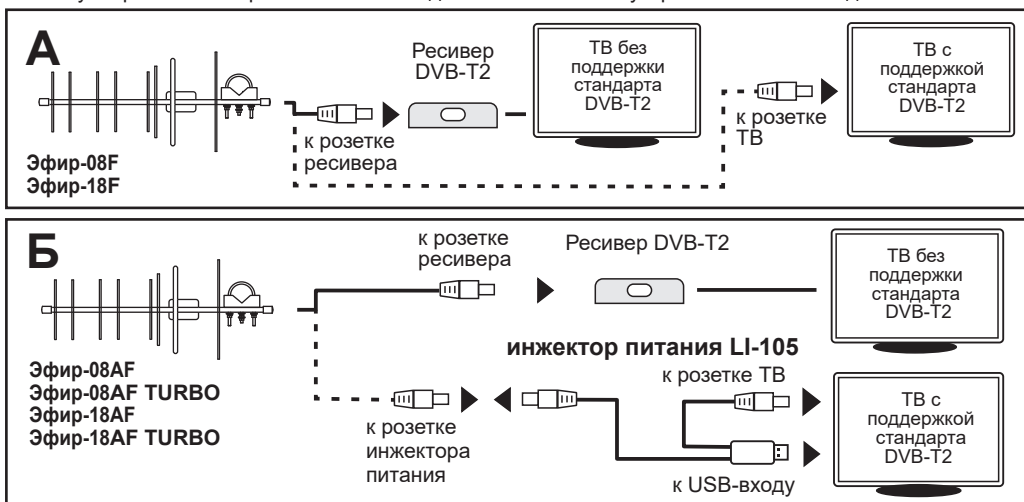 А
Ресивер
DVB-T2
ТВ без
поддержки
стандарта
DVB-T2
ТВ с
поддержкой
стандарта
DVB-T2
к розетке
ресивера
к розетке
ТВ
Эфир-08F
Эфир-18F
Б
к розетке
ресивера
Ресивер DVB-T2
ТВ без
поддержки
стандарта
DVB-T2
инжектор питания LI-105
к розетке ТВ
Эфир-08AF
Эфир-08AF TURBO
Эфир-18AF
Эфир-18AF TURBO
к розетке
инжектора
питания
ТВ с
поддержкой
стандарта
DVB-T2
к USB-входу